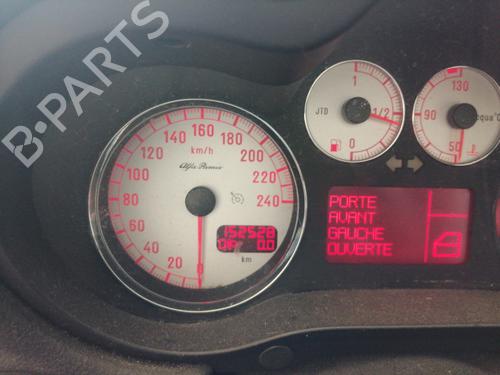 B-PARTS
130
1
JTD
1/2
90
acqua°C
0
50
160
140
180
km/h
120
200
Alfa Romeo
100
220
80
240
60
152528
40
0.0
20
0
km
PORTE
AVANT
GAUCHE
OUVERTE